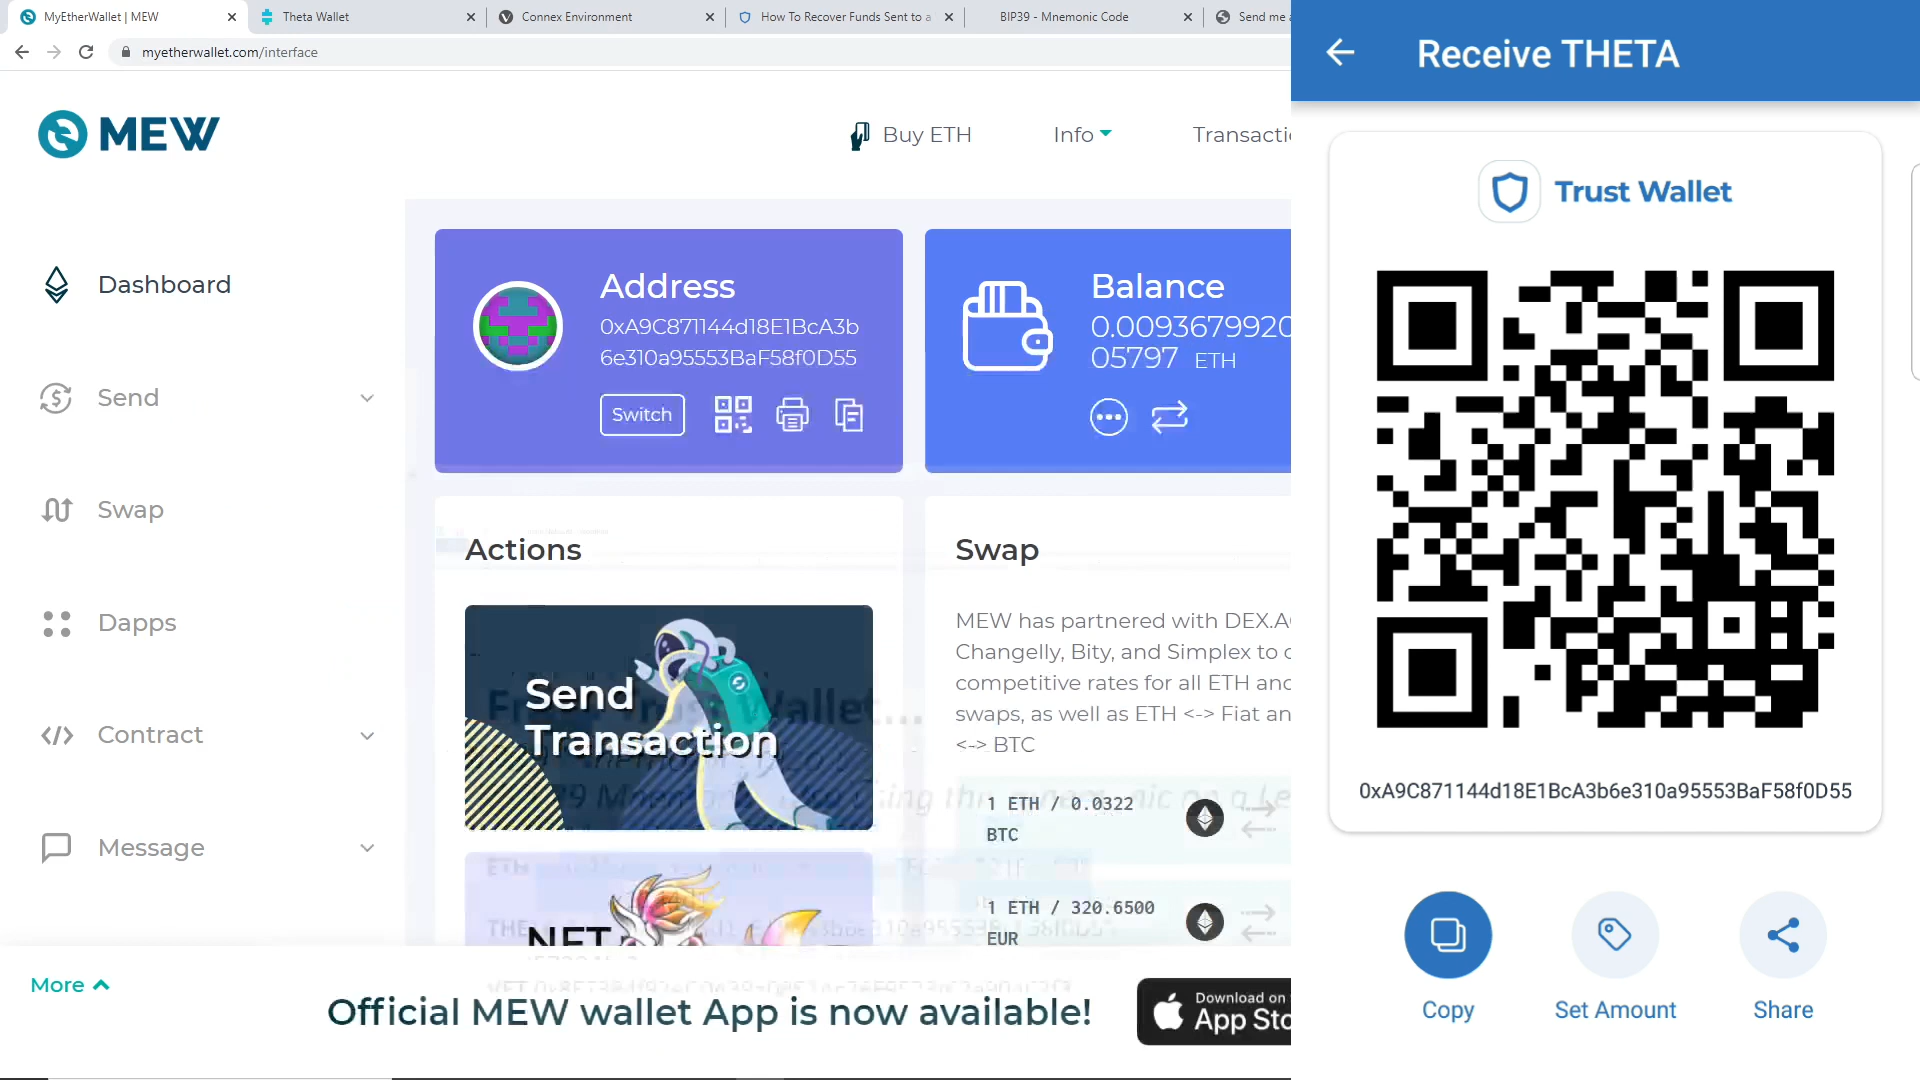 MyEtherWallet | MEW
Theta Wallet
Connex Environment
How To Recover Funds Sent to a
BIP39 - Mnemonic Code
Send me a
myetherwallet.com/interface
MEW
Buy ETH
Info
Transactio
Dashboard
Send
Swap
Dapps
Contract
Message
More
Address
0xA9C871144d18E1BcA3b
6e310a95553BaF58f0D55
Switch
Balance
0.0093679920
05797 ETH
Actions
Send
Transaction
NFT
Swap
MEW has partnered with DEX.AG
Changelly, Bity, and Simplex to
competitive rates for all ETH and
swaps, as well as ETH <-> Fiat an
<-> BTC
1 ETH / 0.0322
BTC
1 ETH / 320.6500
EUR
Official MEW wallet App is now available!
Download on
App Sto
Receive THETA
Trust Wallet
0xA9C871144d18E1BcA3b6e310a95553BaF58f0D55
Copy
Set Amount
Share